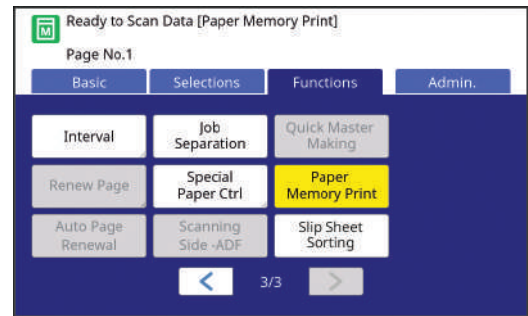 M
Ready to Scan Data [Paper Memory Print]
Page No.1
Basic Selections Functions Admin.
Interval
Job
Separation
Quick Master
Making
Renew Page
Special
Paper Ctrl
Paper
Memory Print
Auto Page
Renewal
Scanning
Side -ADF
Slip Sheet
Sorting
< 3/3 >